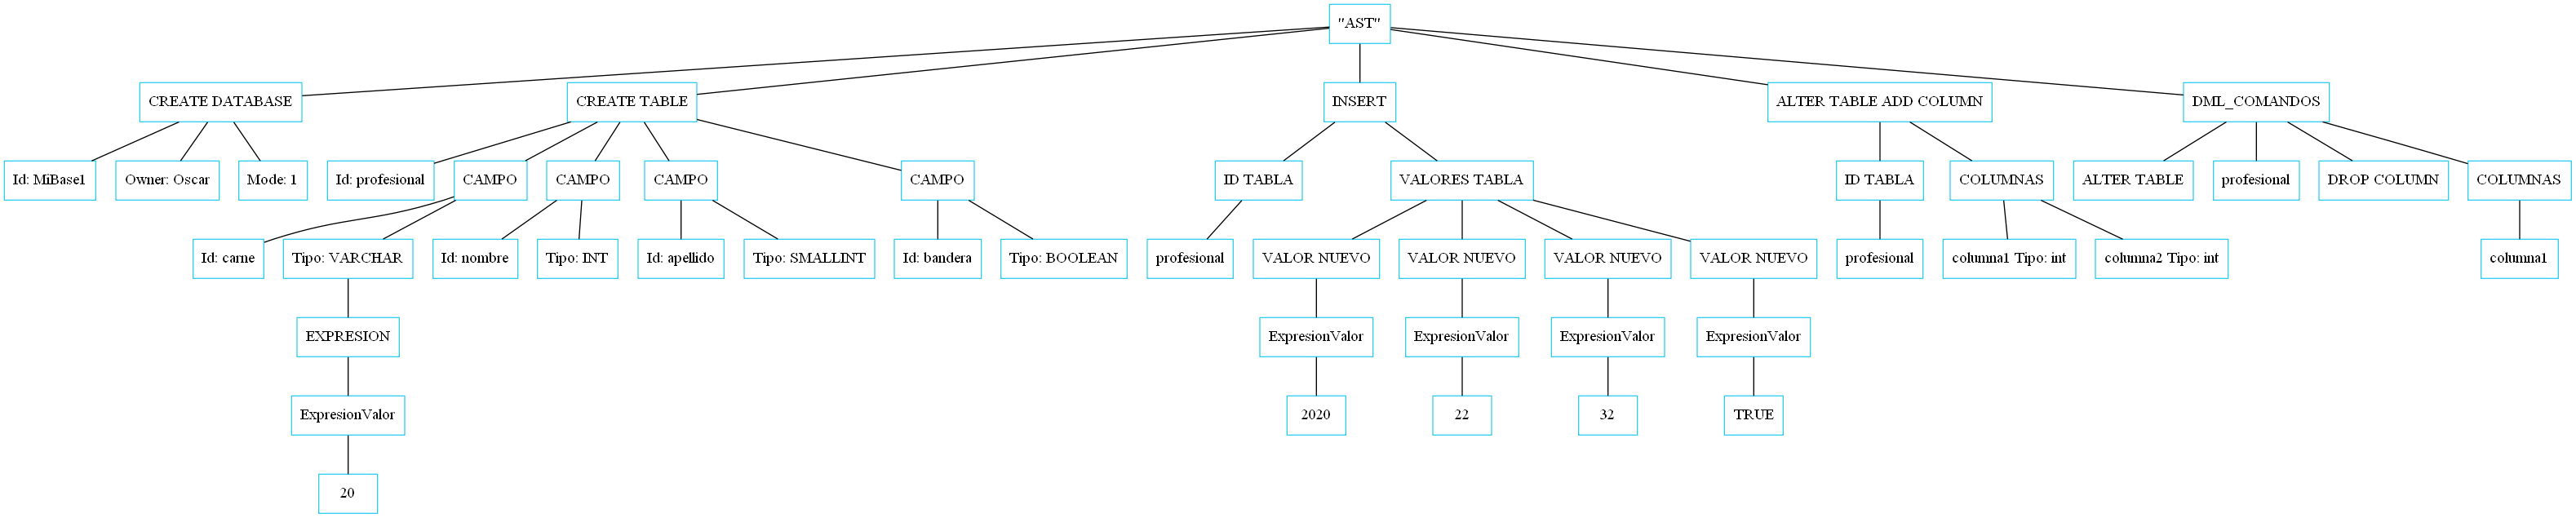 "AST"
CREATE DATABASE
CREATE TABLE
INSERT
ALTER TABLE ADD COLUMN
DML_COMANDOS
Id: MiBase1
Owner: Oscar
Mode: 1
Id: profesional
CAMPO
CAMPO
CAMPO
CAMPO
ID TABLA
VALORES TABLA
ID TABLA
COLUMNAS
ALTER TABLE
profesional
DROP COLUMN
COLUMNAS
Id: carne
Tipo: VARCHAR
Id: nombre
Tipo: INT
Id: apellido
Tipo: SMALLINT
Id: bandera
Tipo: BOOLEAN
profesional
VALOR NUEVO
VALOR NUEVO
VALOR NUEVO
VALOR NUEVO
profesional
columna1 Tipo: int
columna2 Tipo: int
columna1
EXPRESION
ExpresionValor
ExpresionValor
ExpresionValor
ExpresionValor
ExpresionValor
2020
22
32
TRUE
20